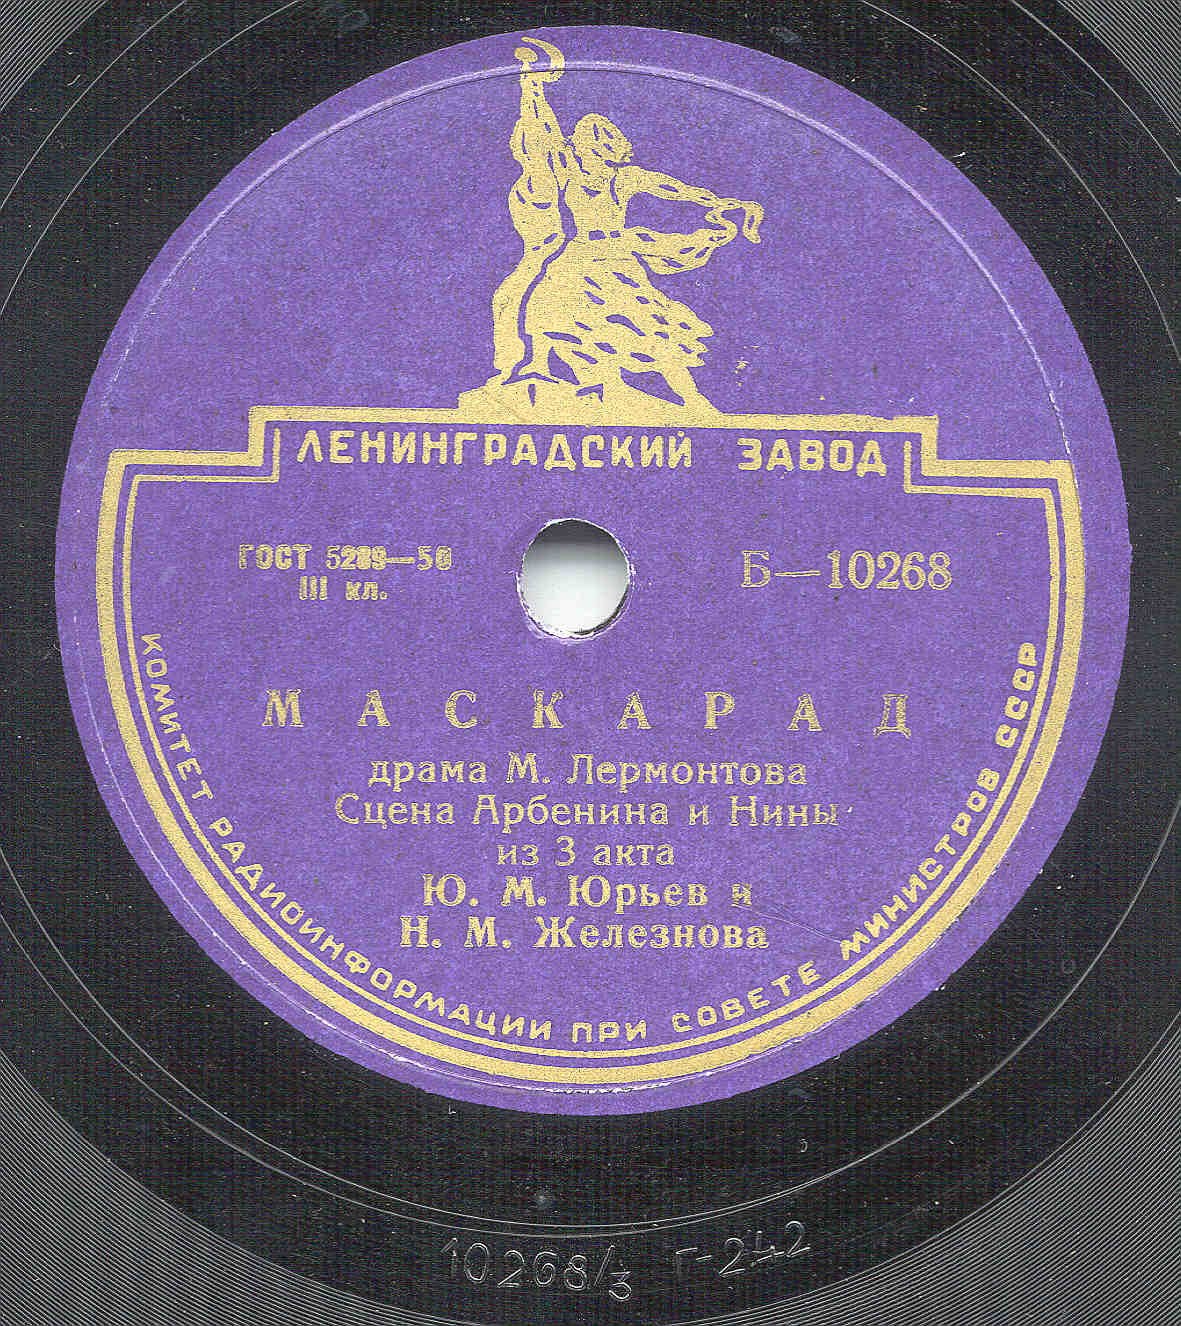 ЛЕНИНГРАДСКИЙ ЗАВОД
ГОСТ 5289—50
III кл.
Б—10268
МАСКАРАД
драма М. Лермонтова
Сцена Арбенина и Нины
из 3 акта
Ю. М. Юрьев и
Н. М. Железнова
КОМИТЕТ РАДИОИНФОРМАЦИИ ПРИ СОВЕТЕ МИНИСТРОВ СССР
10268/3 Г-242